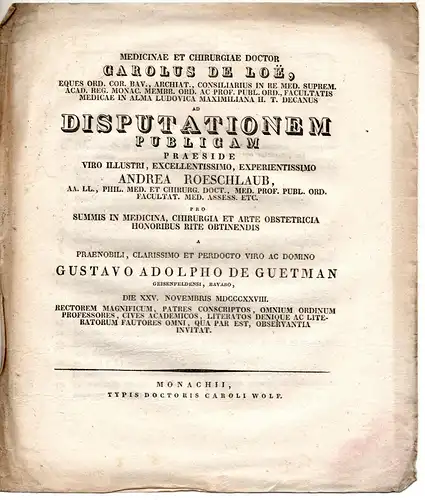 MEDICINAE ET CHIRURGIAE DOCTOR
CAROLUS DE LOË,
EQUES ORD. COR. BAV., ARCHIAT., CONSILIARIUS IN RE MED. SUPREM.
ACAD. REG. MONAC. MEMBR. ORD. AC PROF. PUBL. ORD., FACULTATIS
MEDICAE IN ALMA LUDOVICA MAXIMILIANA H. T. DECANUS
AD
DISPUTATIONEM
PUBLICAM
PRAESIDE
VIRO ILLUSTRI, EXCELLENTISSIMO, EXPERIENTISSIMO
ANDREA ROESCHLAUB,
AA. LL., PHIL. MED. ET CHIRURG. DOCT., MED. PROF. PUBL. ORD.
FACULTAT. MED. ASSESS. ETC.
PRO
SUMMIS IN MEDICINA, CHIRURGIA ET ARTE OBSTETRICIA
HONORIBUS RITE OBTINENDIS
A
PRAENOBILI, CLARISSIMO ET PERDOCTO VIRO AC DOMINO
GUSTAVO ADOLPHO DE GUETMAN
GEISENFELDENSI, BAVARO,
DIE XXV. NOVEMBRIS MDCCCXXVIII.
RECTOREM MAGNIFICUM, PATRES CONSCRIPTOS, OMNIUM ORDINUM
PROFESSORES, CIVES ACADEMICOS, LITERATOS DENIQUE AC LITE-
RATORUM FAUTORES OMNI, QUA PAR EST, OBSERVANTIA
INVITAT.
MONACHII,
TYPIS DOCTORIS CAROLI WOLF.